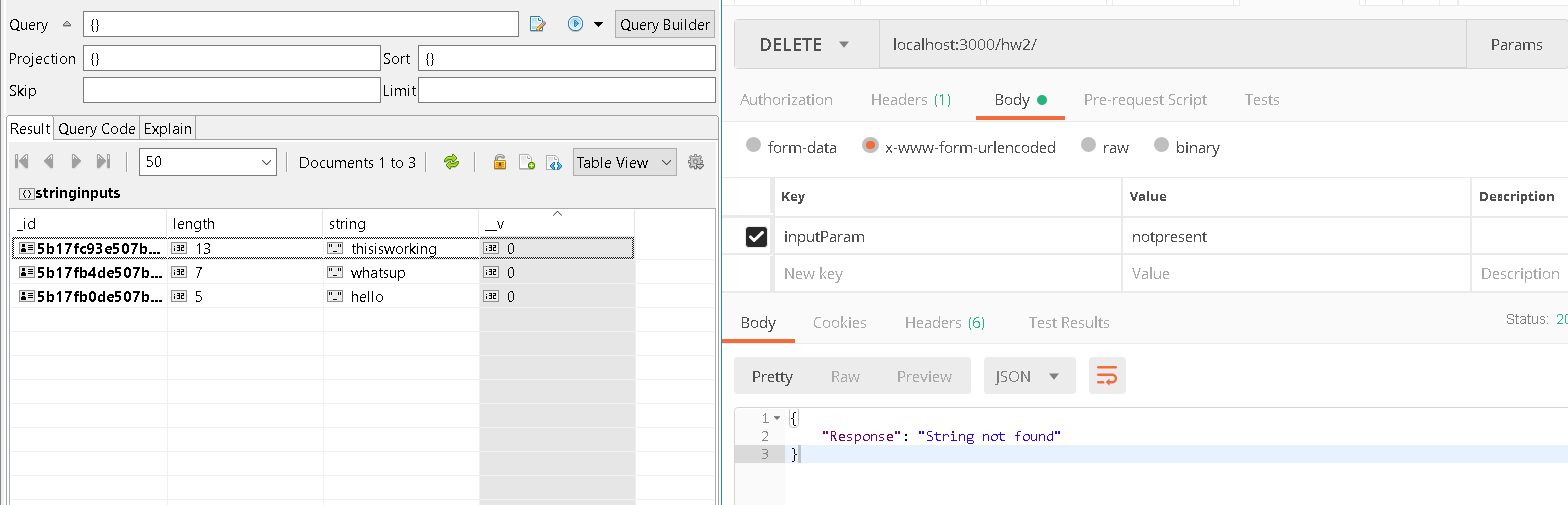 Query {} Query Builder
Projection {} Sort {}
Skip Limit
Result Query Code Explain
50 Documents 1 to 3 Table View
stringinputs
_id length string __v
5b17fc93e507b... 13 thisisworking 0
5b17fb4de507b... 7 whatsup 0
5b17fb0de507b... 5 hello 0
DELETE localhost:3000/hw2/ Params
Authorization Headers (1) Body Pre-request Script Tests
form-data x-www-form-urlencoded raw binary
Key Value Description
inputParam notpresent
New key Value Description
Body Cookies Headers (6) Test Results Status: 20
Pretty Raw Preview JSON
1 {
2 "Response": "String not found"
3 }